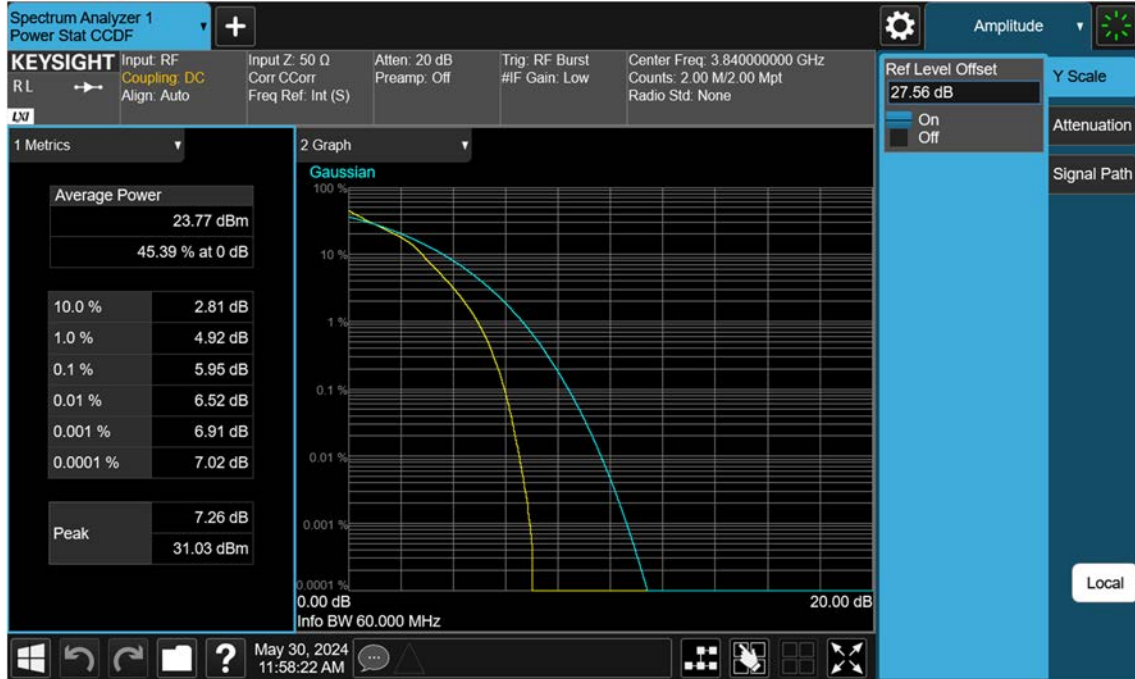 Spectrum Analyzer 1
Power Stat CCDF
+
Amplitude
KEYSIGHT
R L
LXI
Input: RF
Coupling: DC
Align: Auto
Input Z: 50 Ω
Corr CCorr
Freq Ref: Int (S)
Atten: 20 dB
Preamp: Off
Trig: RF Burst
#IF Gain: Low
Center Freq: 3.840000000 GHz
Counts: 2.00 M/2.00 Mpt
Radio Std: None
Ref Level Offset
27.56 dB
On
Off
Y Scale
Attenuation
Signal Path
1 Metrics
Average Power
23.77 dBm
45.39 % at 0 dB
10.0 % 2.81 dB
1.0 % 4.92 dB
0.1 % 5.95 dB
0.01 % 6.52 dB
0.001 % 6.91 dB
0.0001 % 7.02 dB
Peak
7.26 dB
31.03 dBm
2 Graph
Gaussian
100 %
10 %
1 %
0.1 %
0.01 %
0.001 %
0.0001 %
0.00 dB 20.00 dB
Info BW 60.000 MHz
Local
?
May 30, 2024
11:58:22 AM